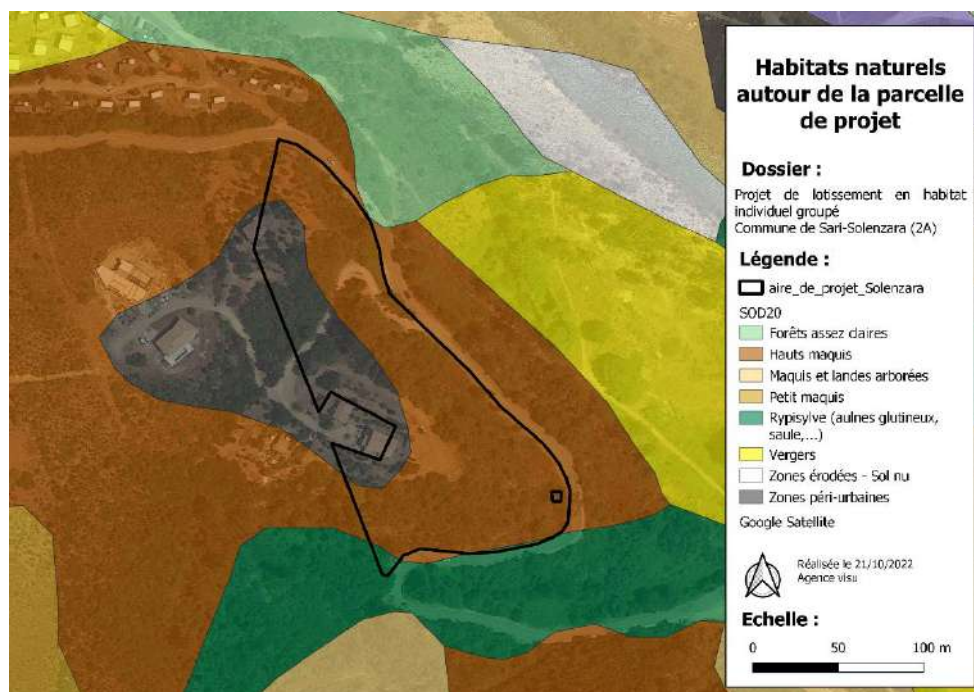 Habitats naturels
autour de la parcelle
de projet
Dossier :
Projet de lotissement en habitat
individuel groupé
Commune de Sari-Solenzara (2A)
Légende :
aire_de_projet_Solenzara
SOD20
Forêts assez claires
Hauts maquis
Maquis et landes arborées
Petit maquis
Rypisylve (aulnes glutineux,
saule,...)
Vergers
Zones érodées - Sol nu
Zones péri-urbaines
Google Satellite
Réalisée le 21/10/2022
Agence visu
Echelle :
0 50 100 m